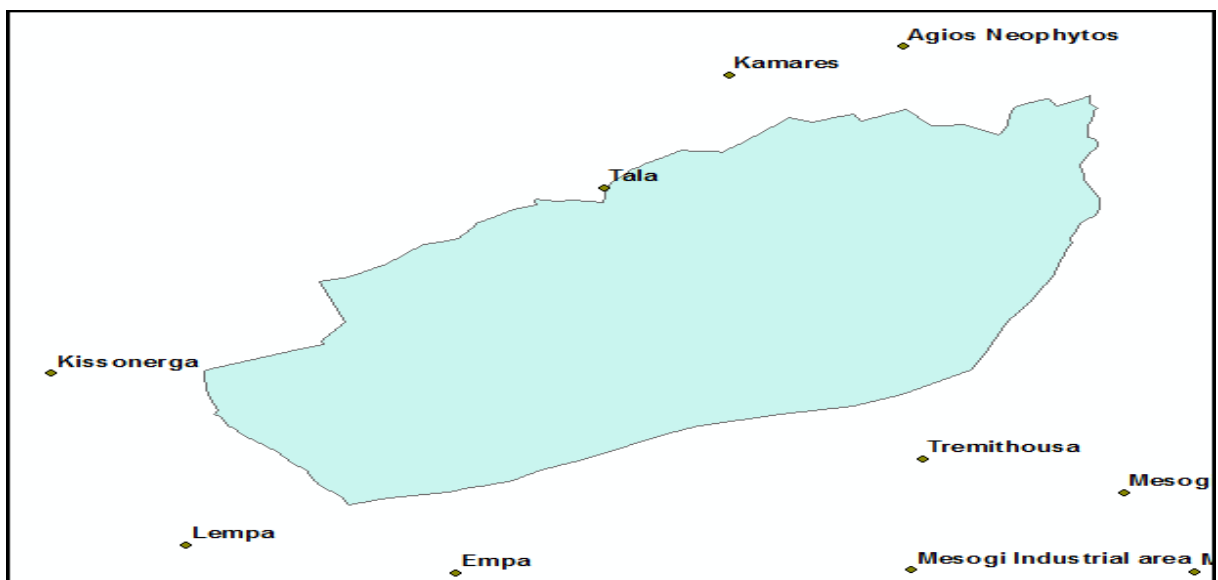 Agios Neophytos
Kamares
Tala
Kissonerga
Tremithousa
Mesog
Lempa
Empa
Mesogi Industrial area M